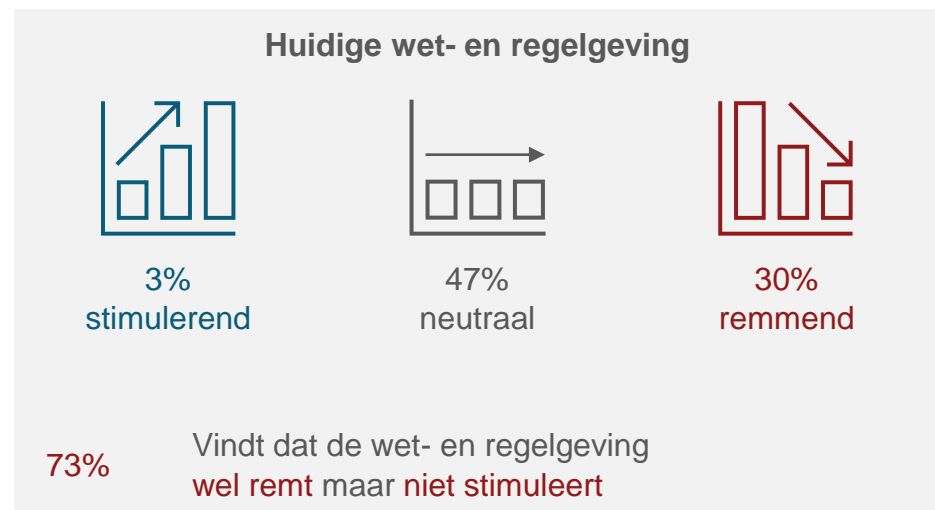 Huidige wet- en regelgeving
3%
stimulerend
47%
neutraal
30%
remmend
73%
Vindt dat de wet- en regelgeving
wel remt maar niet stimuleert